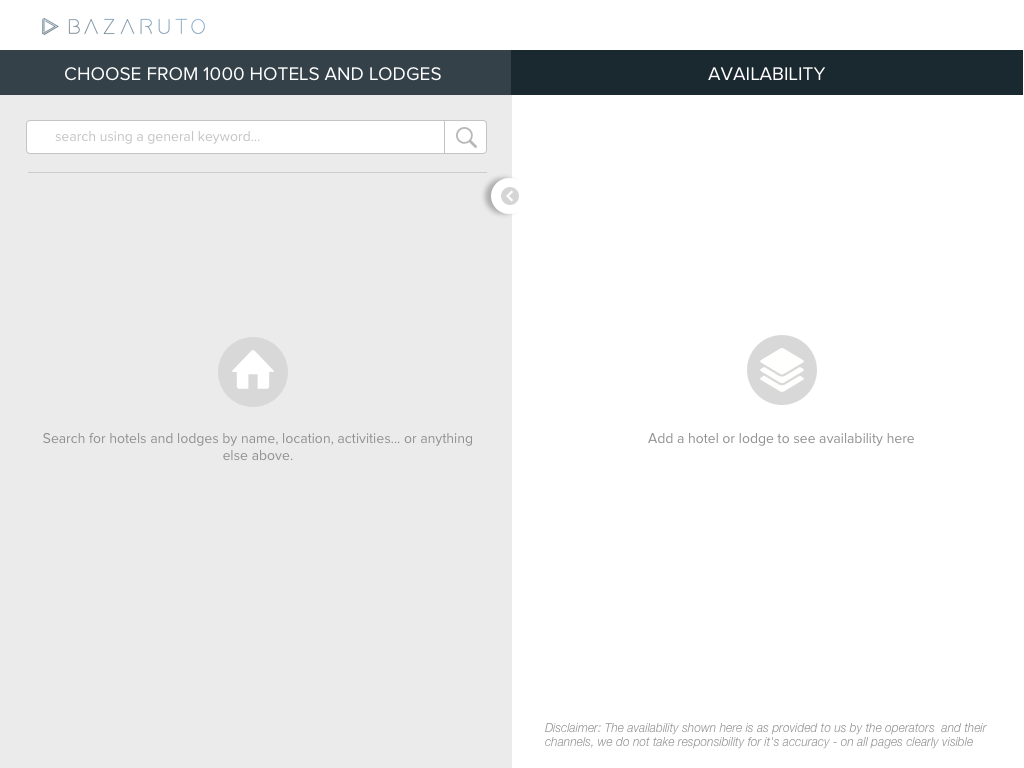 BAZARUTO
CHOOSE FROM 1000 HOTELS AND LODGES
search using a general keyword...
Search for hotels and lodges by name, location, activities... or anything
else above.
AVAILABILITY
Add a hotel or lodge to see availability here
Disclaimer: The availability shown here is as provided to us by the operators  and their
channels, we do not take responsibility for it's accuracy - on all pages clearly visible